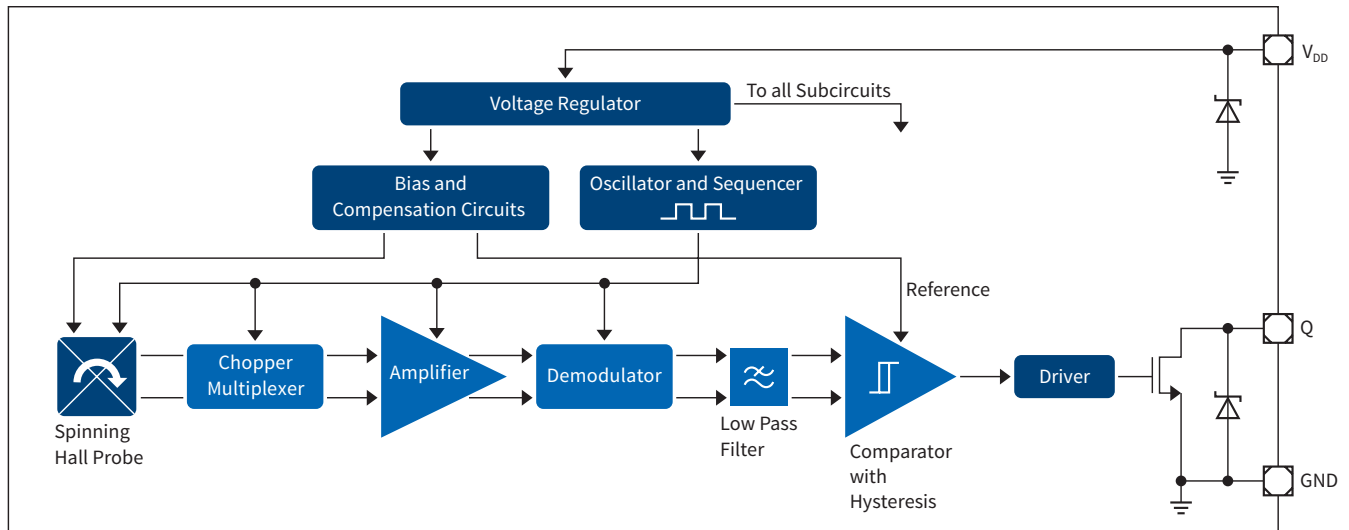 V_DD
To all Subcircuits
Voltage Regulator
Bias and
Compensation Circuits
Oscillator and Sequencer
Reference
Q
Chopper
Multiplexer
Amplifier
Demodulator
Driver
Spinning
Hall Probe
Low Pass
Filter
Comparator
with
Hysteresis
GND